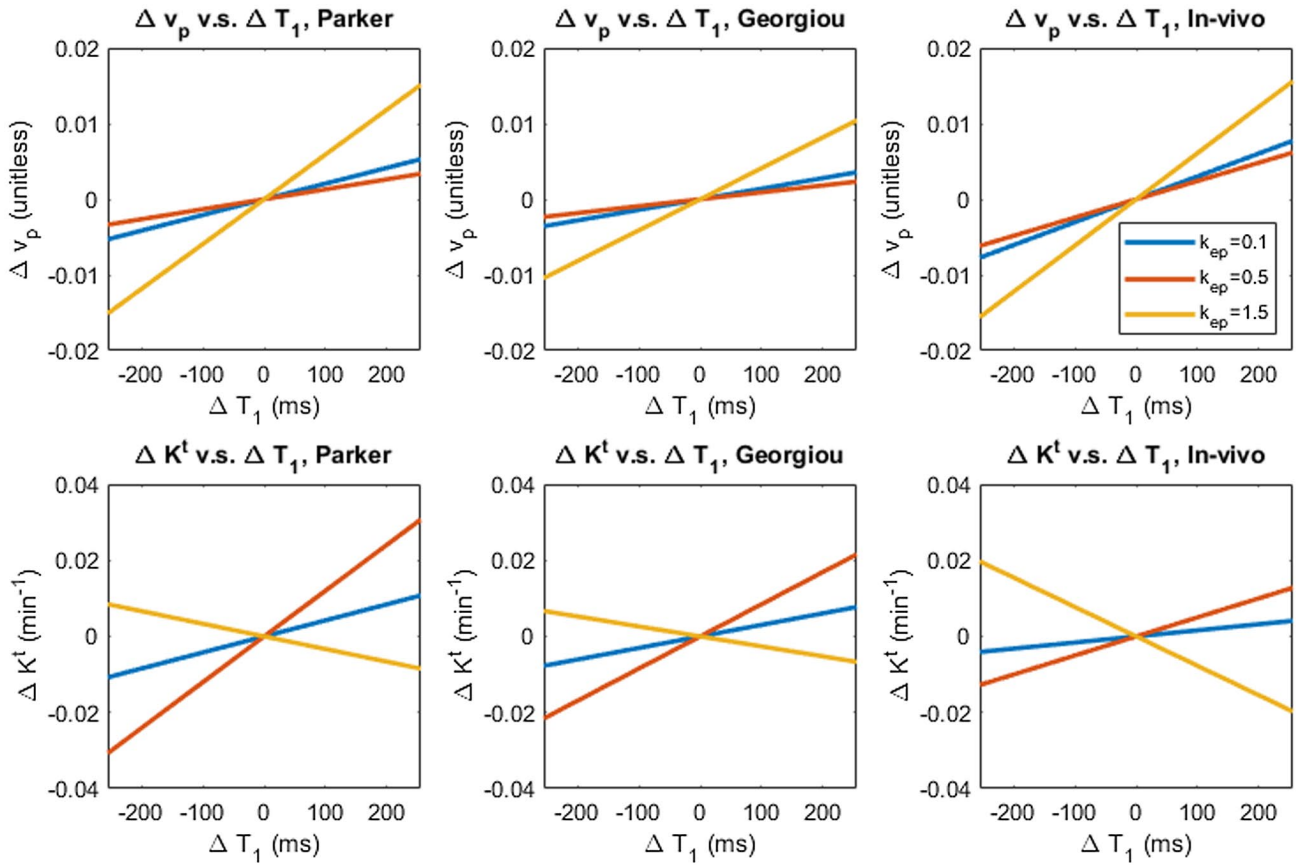 Δ v_p v.s. Δ T_1, Parker
Δ v_p (unitless)
0.02
0.01
0
-0.01
-0.02
-200 -100 0 100 200
Δ T_1 (ms)
Δ v_p v.s. Δ T_1, Georgiou
Δ v_p (unitless)
0.02
0.01
0
-0.01
-0.02
-200 -100 0 100 200
Δ T_1 (ms)
Δ v_p v.s. Δ T_1, In-vivo
Δ v_p (unitless)
0.02
0.01
0
-0.01
-0.02
k_ep=0.1
k_ep=0.5
k_ep=1.5
-200 -100 0 100 200
Δ T_1 (ms)
Δ K^t v.s. Δ T_1, Parker
Δ K^t (min^-1)
0.04
0.02
0
-0.02
-0.04
-200 -100 0 100 200
Δ T_1 (ms)
Δ K^t v.s. Δ T_1, Georgiou
Δ K^t (min^-1)
0.04
0.02
0
-0.02
-0.04
-200 -100 0 100 200
Δ T_1 (ms)
Δ K^t v.s. Δ T_1, In-vivo
Δ K^t (min^-1)
0.04
0.02
0
-0.02
-0.04
-200 -100 0 100 200
Δ T_1 (ms)